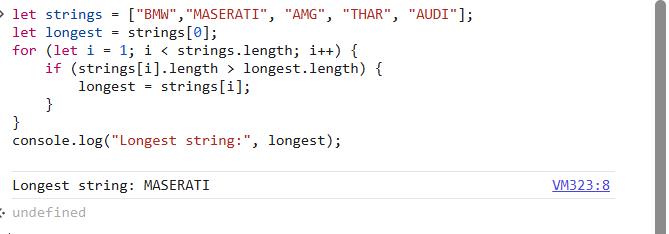 let strings = ["BMW","MASERATI", "AMG", "THAR", "AUDI"];
let longest = strings[0];
for (let i = 1; i < strings.length; i++) {
    if (strings[i].length > longest.length) {
        longest = strings[i];
    }
}
console.log("Longest string:", longest);
Longest string: MASERATI VM323:8
undefined